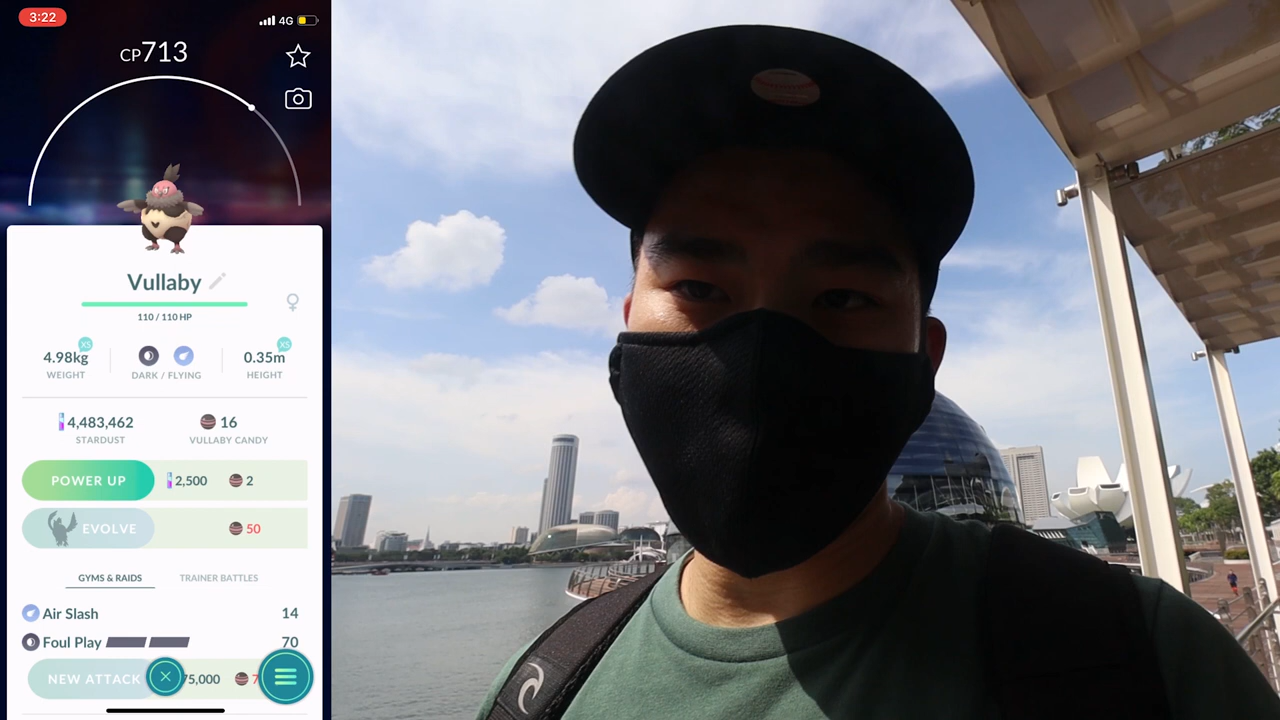 3:22
4G
CP713
Vullaby
110 / 110 HP
XS
XS
4.98kg
0.35m
WEIGHT
DARK / FLYING
HEIGHT
4,483,462
16
STARDUST
VULLABY CANDY
POWER UP
2,500
2
EVOLVE
50
GYMS & RAIDS
TRAINER BATTLES
Air Slash
14
Foul Play
70
NEW ATTACK
75,000